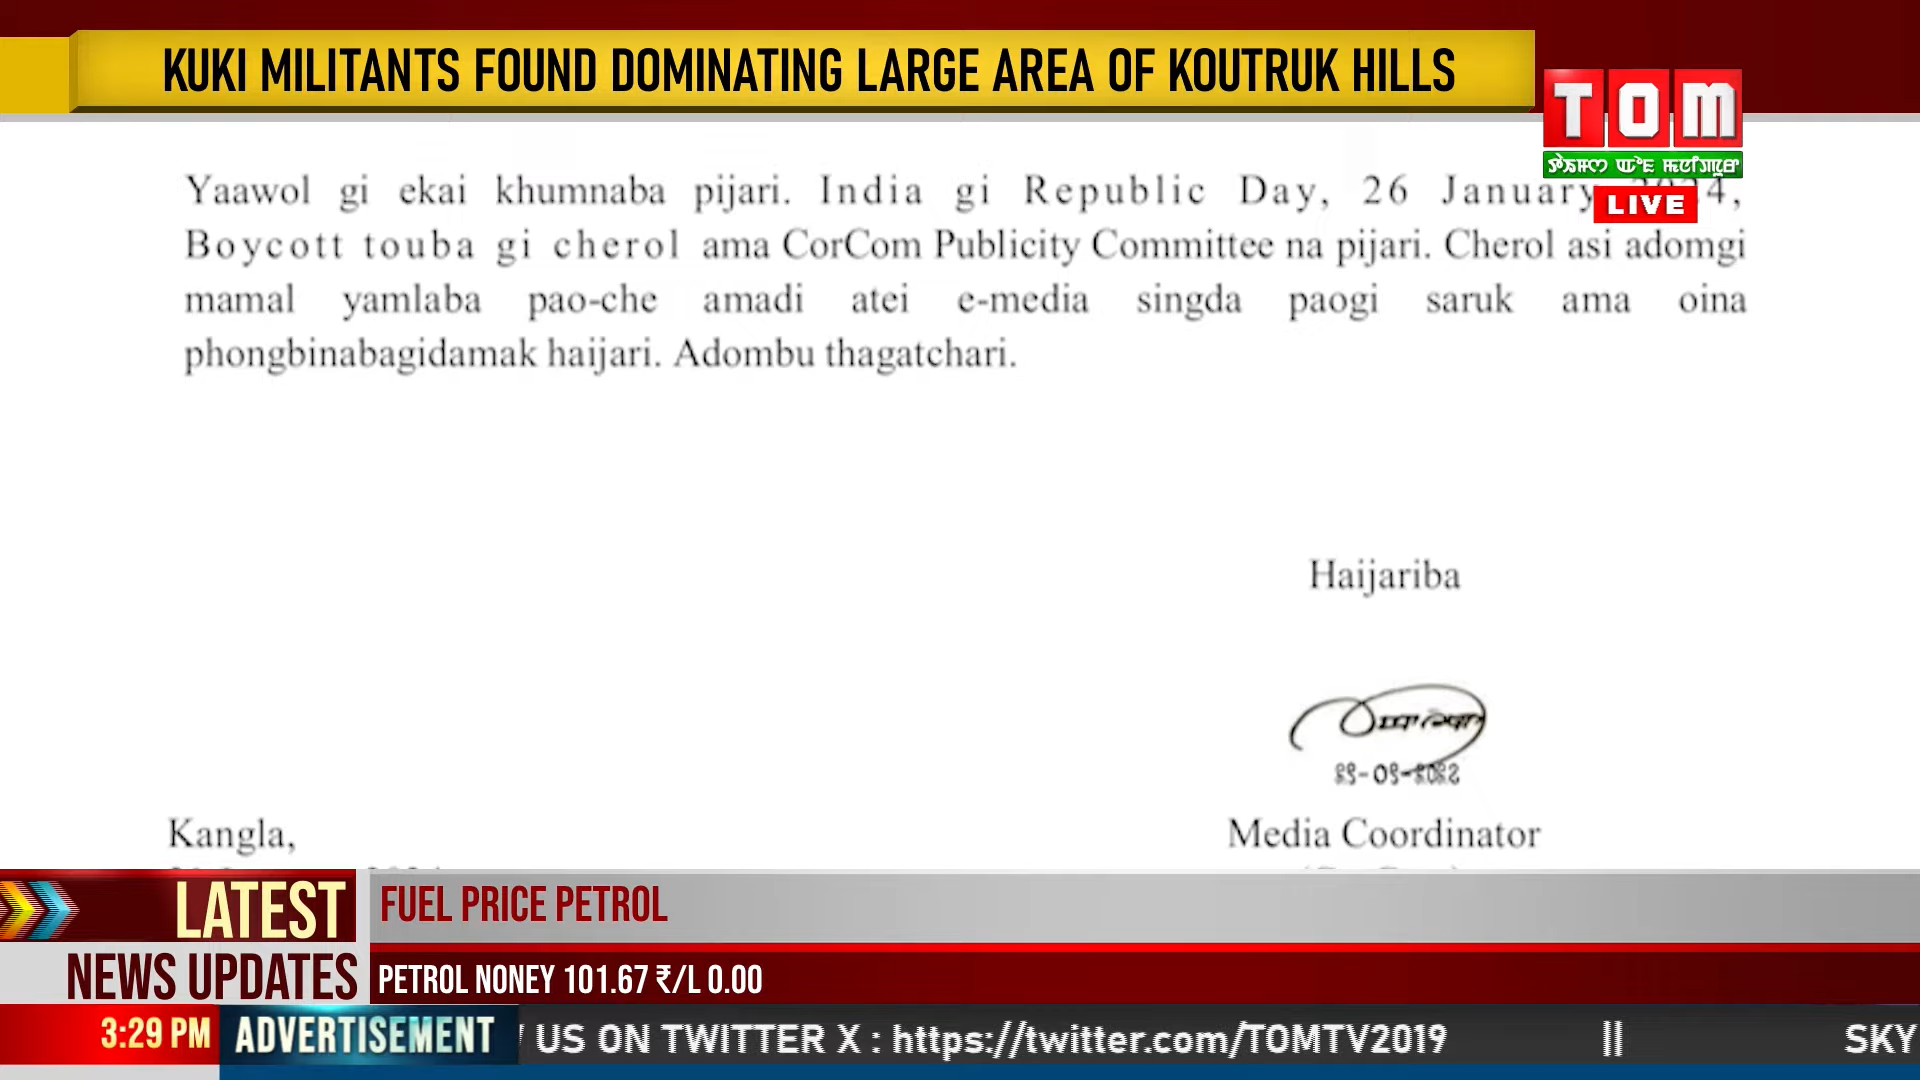 KUKI MILITANTS FOUND DOMINATING LARGE AREA OF KOUTRUK HILLS
TOM
LIVE
Yaawol gi ekai khumnaba pijari. India gi Republic Day, 26 January 4,
Boycott touba gi cherol ama CorCom Publicity Committee na pijari. Cherol asi adomgi
mamal yamlaba pao-che amadi atei e-media singda paogi saruk ama oina
phongbinabagidamak haijari. Adombu thagatchari.
Haijariba
Kangla,
Media Coordinator
LATEST
NEWS UPDATES
FUEL PRICE PETROL
PETROL NONEY 101.67 ₹/L 0.00
3:29 PM
ADVERTISEMENT
US ON TWITTER X : https://twitter.com/TOMTV2019 || SKY